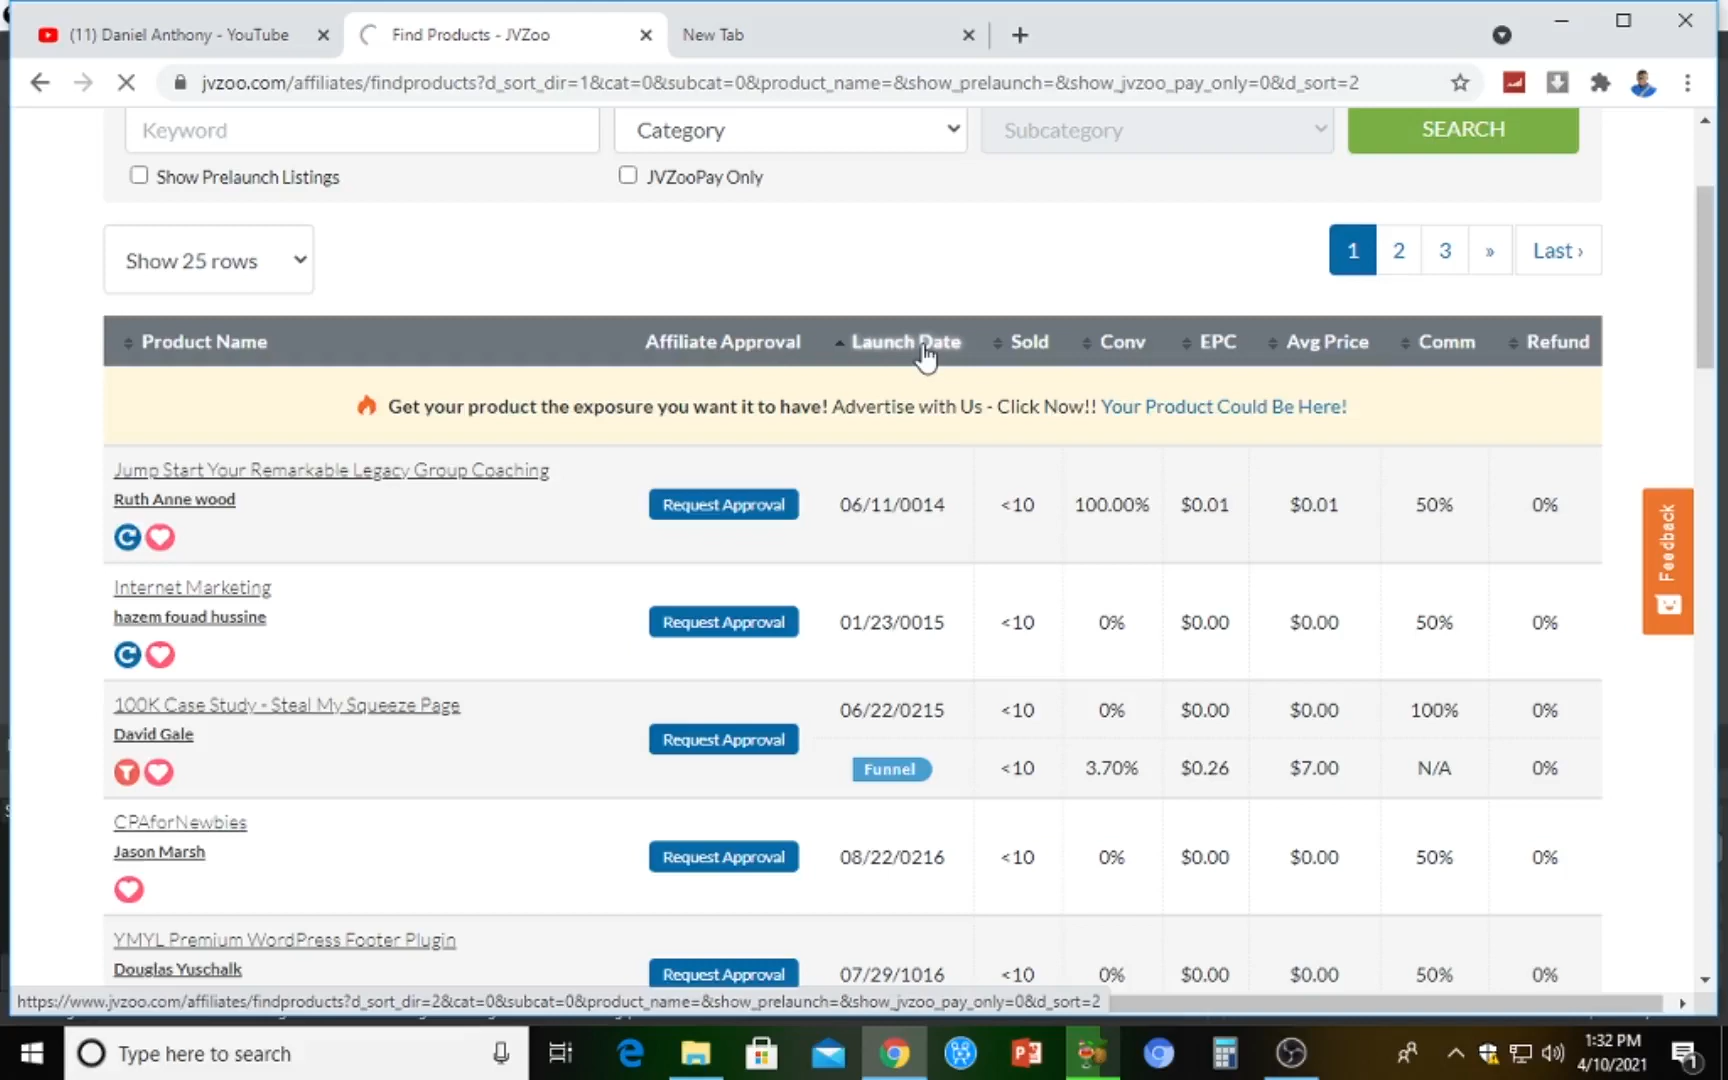 (11) Daniel Anthony - YouTube
Find Products - JVZoo
New Tab
jvzoo.com/affiliates/findproducts?d_sort_dir=1&cat=0&subcat=0&product_name=&show_prelaunch=&show_jvzoo_pay_only=0&d_sort=2
Keyword
Category
Subcategory
SEARCH
Show Prelaunch Listings
JVZooPay Only
Show 25 rows
1 2 3 » Last ›
Product Name Affiliate Approval Launch Date Sold Conv EPC Avg Price Comm Refund
Get your product the exposure you want it to have! Advertise with Us - Click Now!! Your Product Could Be Here!
Jump Start Your Remarkable Legacy Group Coaching
Ruth Anne wood
Request Approval 06/11/0014 <10 100.00% $0.01 $0.01 50% 0%
Internet Marketing
hazem fouad hussine
Request Approval 01/23/0015 <10 0% $0.00 $0.00 50% 0%
100K Case Study - Steal My Squeeze Page
David Gale
Request Approval
06/22/0215 <10 0% $0.00 $0.00 100% 0%
Funnel <10 3.70% $0.26 $7.00 N/A 0%
CPAforNewbies
Jason Marsh
Request Approval 08/22/0216 <10 0% $0.00 $0.00 50% 0%
YMYL Premium WordPress Footer Plugin
Douglas Yuschalk
Request Approval 07/29/1016 <10 0% $0.00 $0.00 50% 0%
Feedback
https://www.jvzoo.com/affiliates/findproducts?d_sort_dir=2&cat=0&subcat=0&product_name=&show_prelaunch=&show_jvzoo_pay_only=0&d_sort=2
Type here to search
1:32 PM
4/10/2021
1